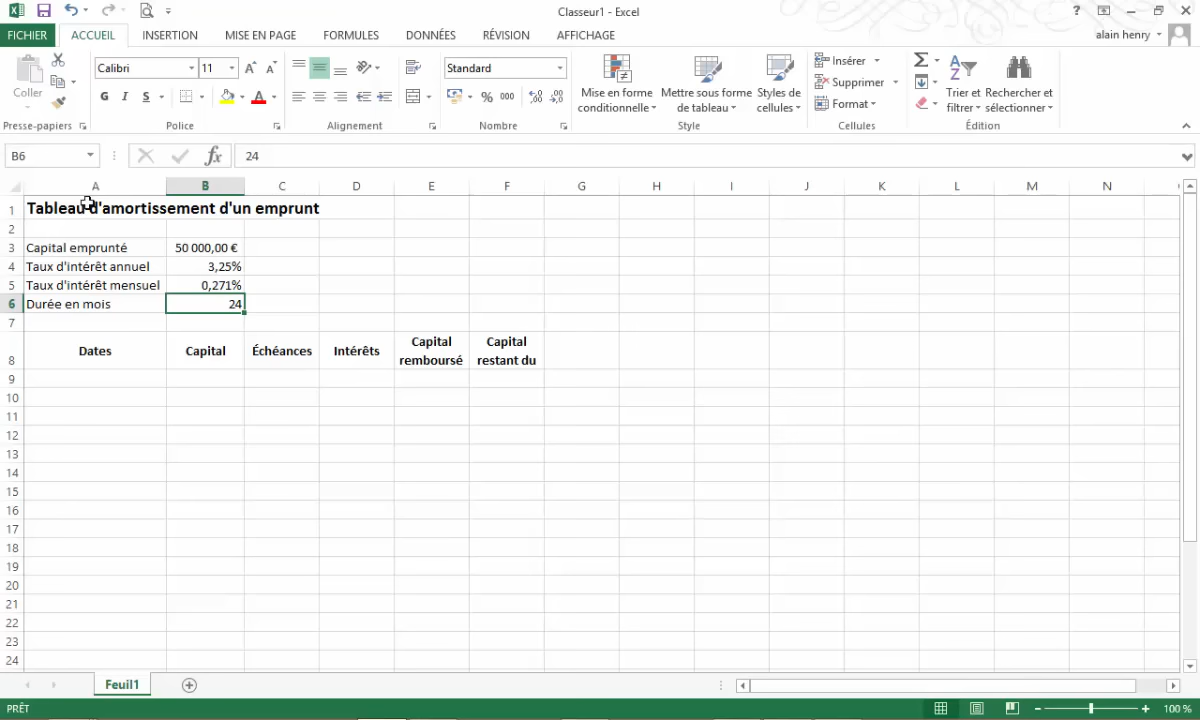 Classeur1 - Excel
?
FICHIER ACCUEIL INSERTION MISE EN PAGE FORMULES DONNÉES RÉVISION AFFICHAGE alain henry
Coller
Calibri 11
G I S
Standard
% 000
Mise en forme conditionnelle
Mettre sous forme de tableau
Styles de cellules
Insérer
Supprimer
Format
Trier et filtrer
Rechercher et sélectionner
Presse-papiers Police Alignement Nombre Style Cellules Édition
B6 fx 24
A B C D E F G H I J K L M N
1 Tableau d'amortissement d'un emprunt
2
3 Capital emprunté 50 000,00 €
4 Taux d'intérêt annuel 3,25%
5 Taux d'intérêt mensuel 0,271%
6 Durée en mois 24
7
8 Dates Capital Échéances Intérêts Capital remboursé Capital restant du
9
10
11
12
13
14
15
16
17
18
19
20
21
22
23
24
Feuil1
PRÊT 100 %